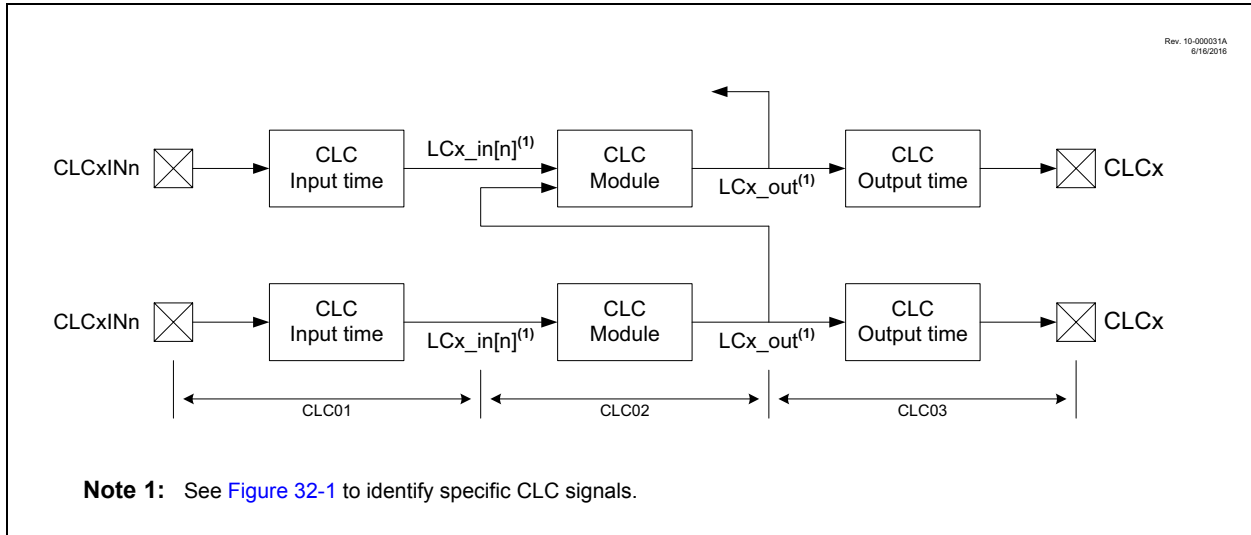 Rev. 10-000031A
6/16/2016
CLCxINn
CLC
Input time
LCx_in[n](1)
CLC
Module
LCx_out(1)
CLC
Output time
CLCx
CLCxINn
CLC
Input time
LCx_in[n](1)
CLC
Module
LCx_out(1)
CLC
Output time
CLCx
CLC01
CLC02
CLC03
Note 1: See Figure 32-1 to identify specific CLC signals.